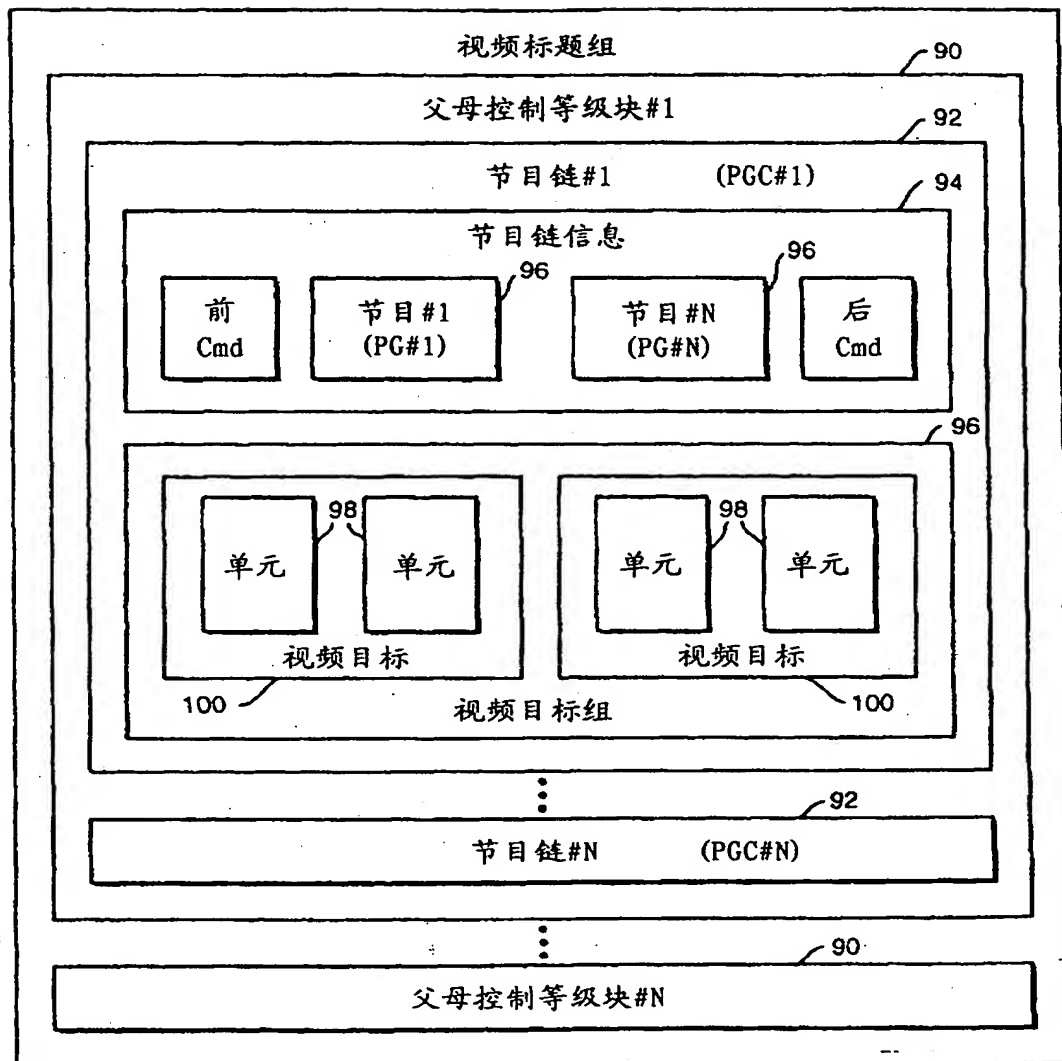 视频标题组
90
父母控制等级块#1
92
节目链#1 (PGC#1)
94
节目链信息
96 96
前 节目#1 节目#N 后
Cmd (PG#1) (PG#N) Cmd
96
98 98
单元 单元 单元 单元
视频目标 视频目标
100 视频目标组 100
92
节目链#N (PGC#N)
90
父母控制等级块#N